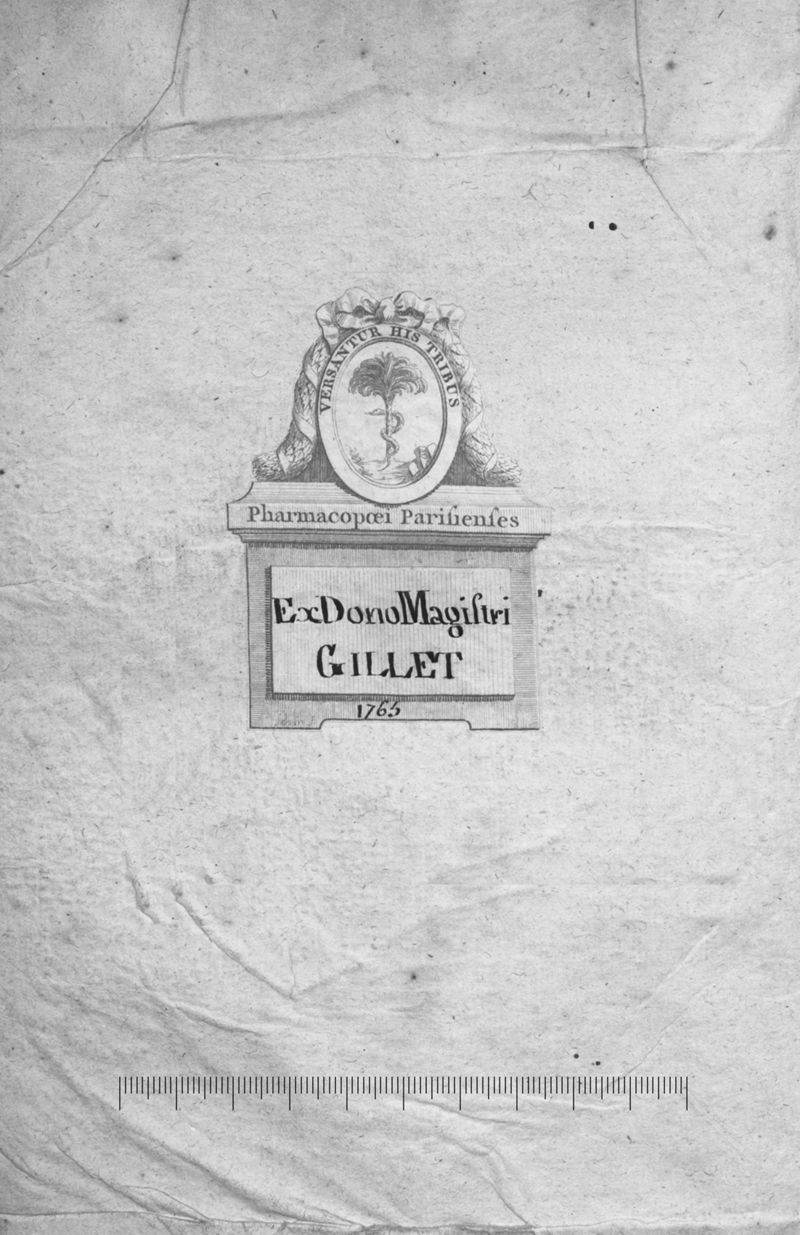 VERSANTUR HIS TRIBUS
Pharmacopœi Pariſienſes
Ex Dono Magiſtri
GILLET
1765